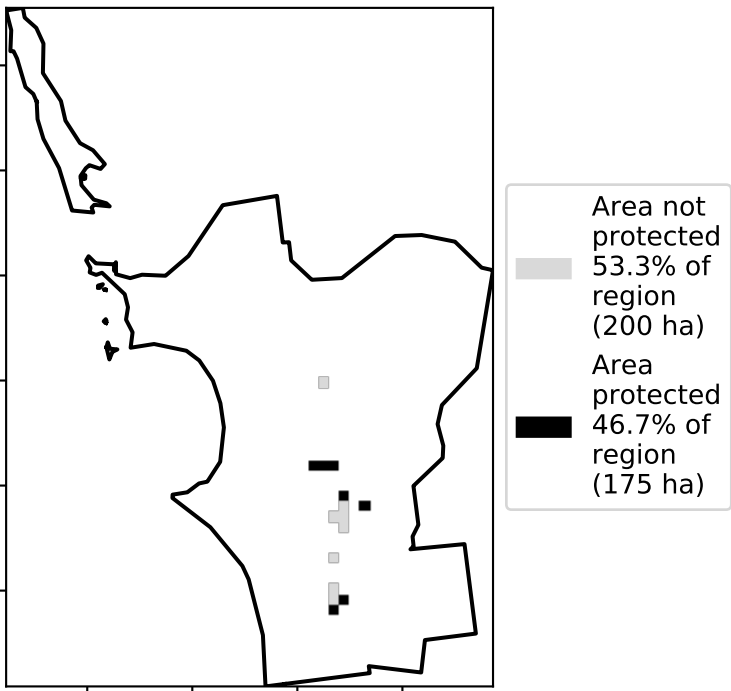 Area not
protected
53.3% of
region
(200 ha)
Area
protected
46.7% of
region
(175 ha)